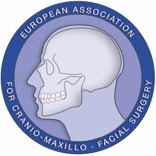 EUROPEAN ASSOCIATION
FOR CRANIO-MAXILLO - FACIAL SURGERY